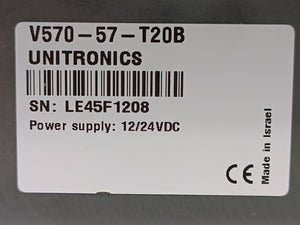 V570-57-T20B
UNITRONICS
SN: LE45F1208
Power supply: 12/24VDC
CE
Made in Israel